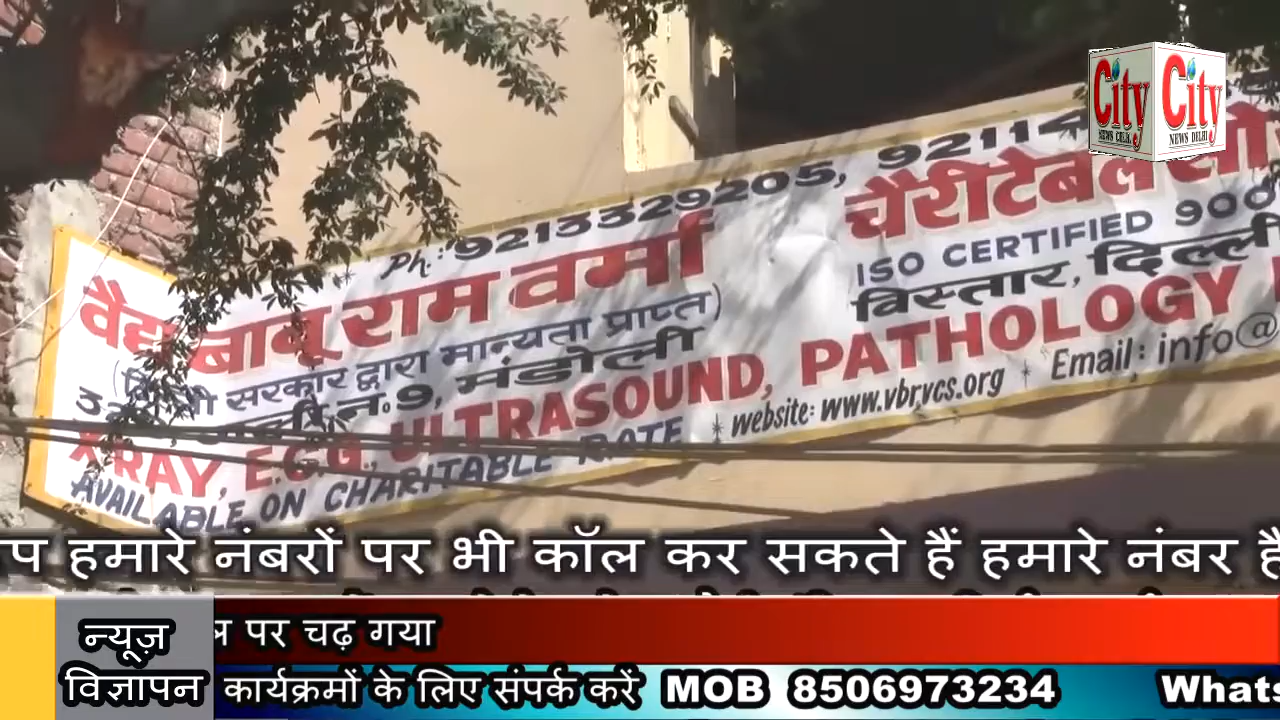 City City
NEWS DELHI
Ph.: 9213329205, 92114
वैद्य बाबू राम वर्मा चैरीटेबल सो
सरकार द्वारा मान्यता प्राप्त) ISO CERTIFIED 900
गली नं.9, मंडोली विस्तार, दिल्ली
X-RAY, E.C.G., ULTRASOUND, PATHOLOGY
AVAILABLE ON CHARITABLE RATE * website: www.vbrvcs.org * Email: info@
प हमारे नंबरों पर भी कॉल कर सकते हैं हमारे नंबर है
न्यूज़ पर चढ़ गया
विज्ञापन कार्यक्रमों के लिए संपर्क करें MOB 8506973234 Whats